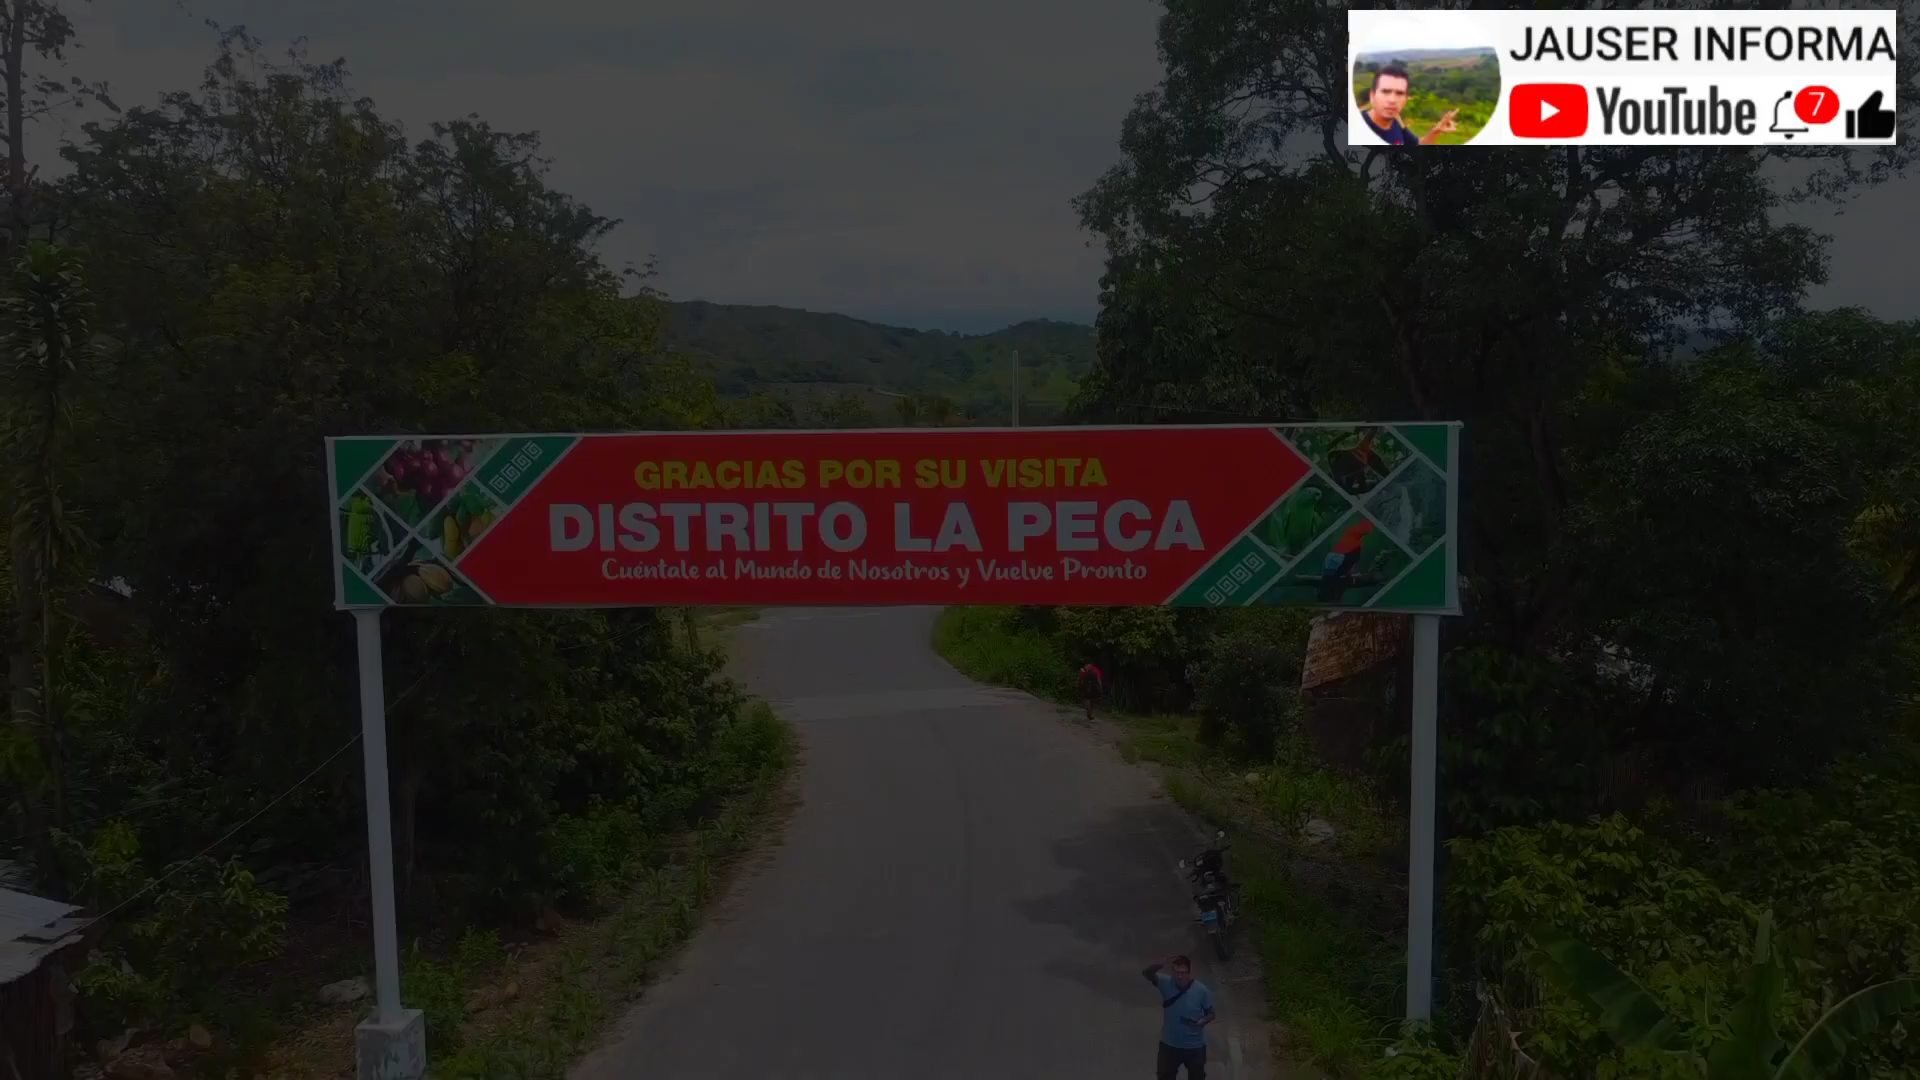 JAUSER INFORMA
YouTube 7
GRACIAS POR SU VISITA
DISTRITO LA PECA
Cuéntale al Mundo de Nosotros y Vuelve Pronto